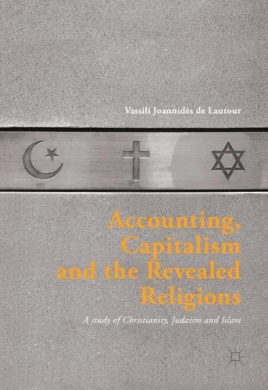 Vassili Joannidès de Lautour
Accounting,
Capitalism
and the Revealed
Religions
A study of Christianity, Judaism and Islam